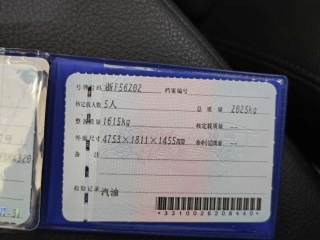 号牌号码 浙F56Z02 档案编号
核定载人数 5人 总质量 2025kg
整备质量 1615kg 核定载质量 --
外廓尺寸 4753×1811×1455mm 准牵引总质量 --
备注
检验记录 汽油
*3310026208440*
320